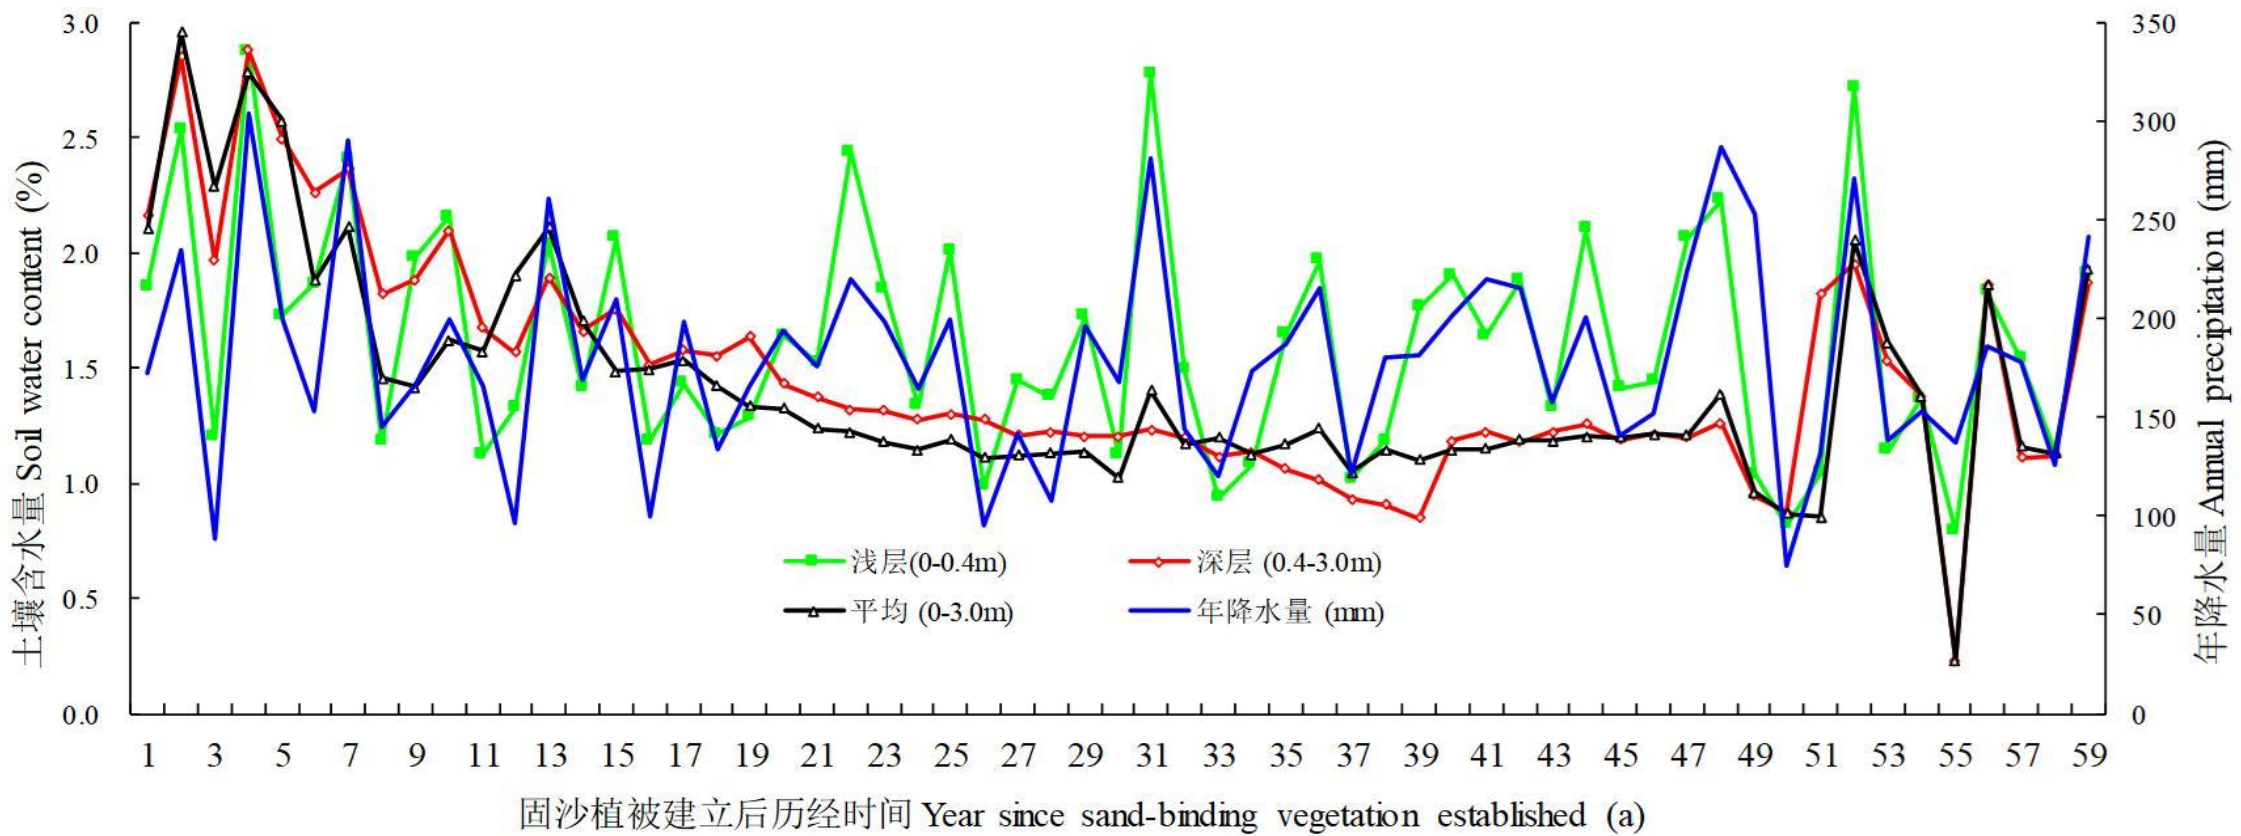 土壤含水量 Soil water content (%)
3.0
2.5
2.0
1.5
1.0
0.5
0.0
350
300
250
200
150
100
50
0
年降水量 Annual precipitation (mm)
浅层(0-0.4m)
深层 (0.4-3.0m)
平均 (0-3.0m)
年降水量 (mm)
1 3 5 7 9 11 13 15 17 19 21 23 25 27 29 31 33 35 37 39 41 43 45 47 49 51 53 55 57 59
固沙植被建立后历经时间 Year since sand-binding vegetation established (a)